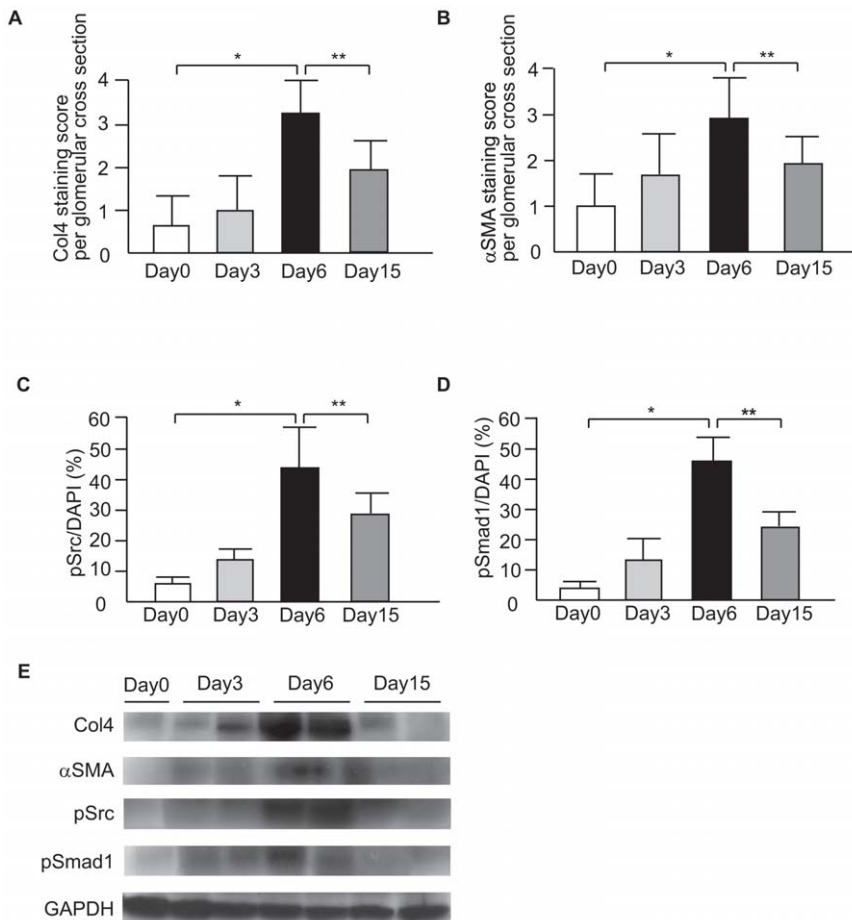 A
Col4 staining score
per glomerular cross section
4
3
2
1
0
* **
Day0 Day3 Day6 Day15
B
αSMA staining score
per glomerular cross section
4
3
2
1
0
* **
Day0 Day3 Day6 Day15
C
pSrc/DAPI (%)
60
50
40
30
20
10
0
* **
Day0 Day3 Day6 Day15
D
pSmad1/DAPI (%)
60
50
40
30
20
10
0
* **
Day0 Day3 Day6 Day15
E
Day0 Day3 Day6 Day15
Col4
αSMA
pSrc
pSmad1
GAPDH